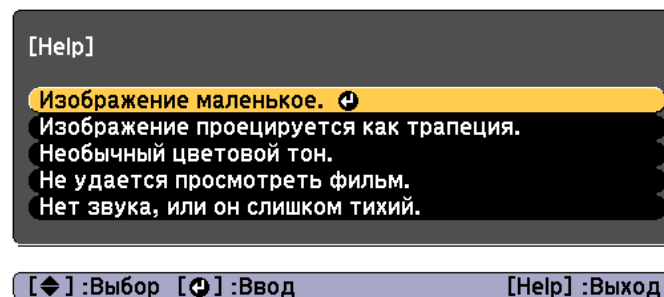 [Help]
Изображение маленькое.
Изображение проецируется как трапеция.
Необычный цветовой тон.
Не удается просмотреть фильм.
Нет звука, или он слишком тихий.
[◆] :Выбор [↵] :Ввод [Help] :Выход